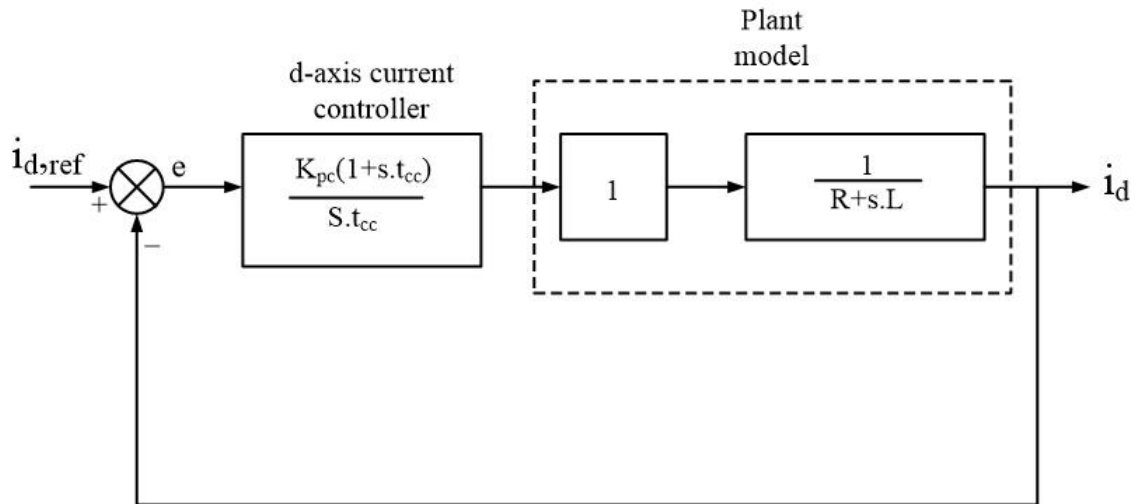 Plant
model
d-axis current
controller
i_d,ref
+
e
−
K_pc(1+s.t_cc)
S.t_cc
1
1
R+s.L
i_d